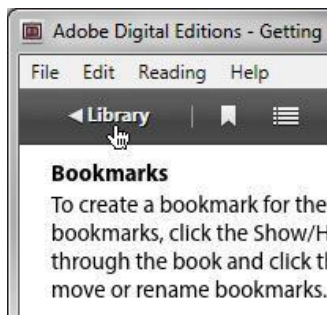 Adobe Digital Editions - Getting
File Edit Reading Help
Library
Bookmarks
To create a bookmark for the
bookmarks, click the Show/H
through the book and click th
move or rename bookmarks.